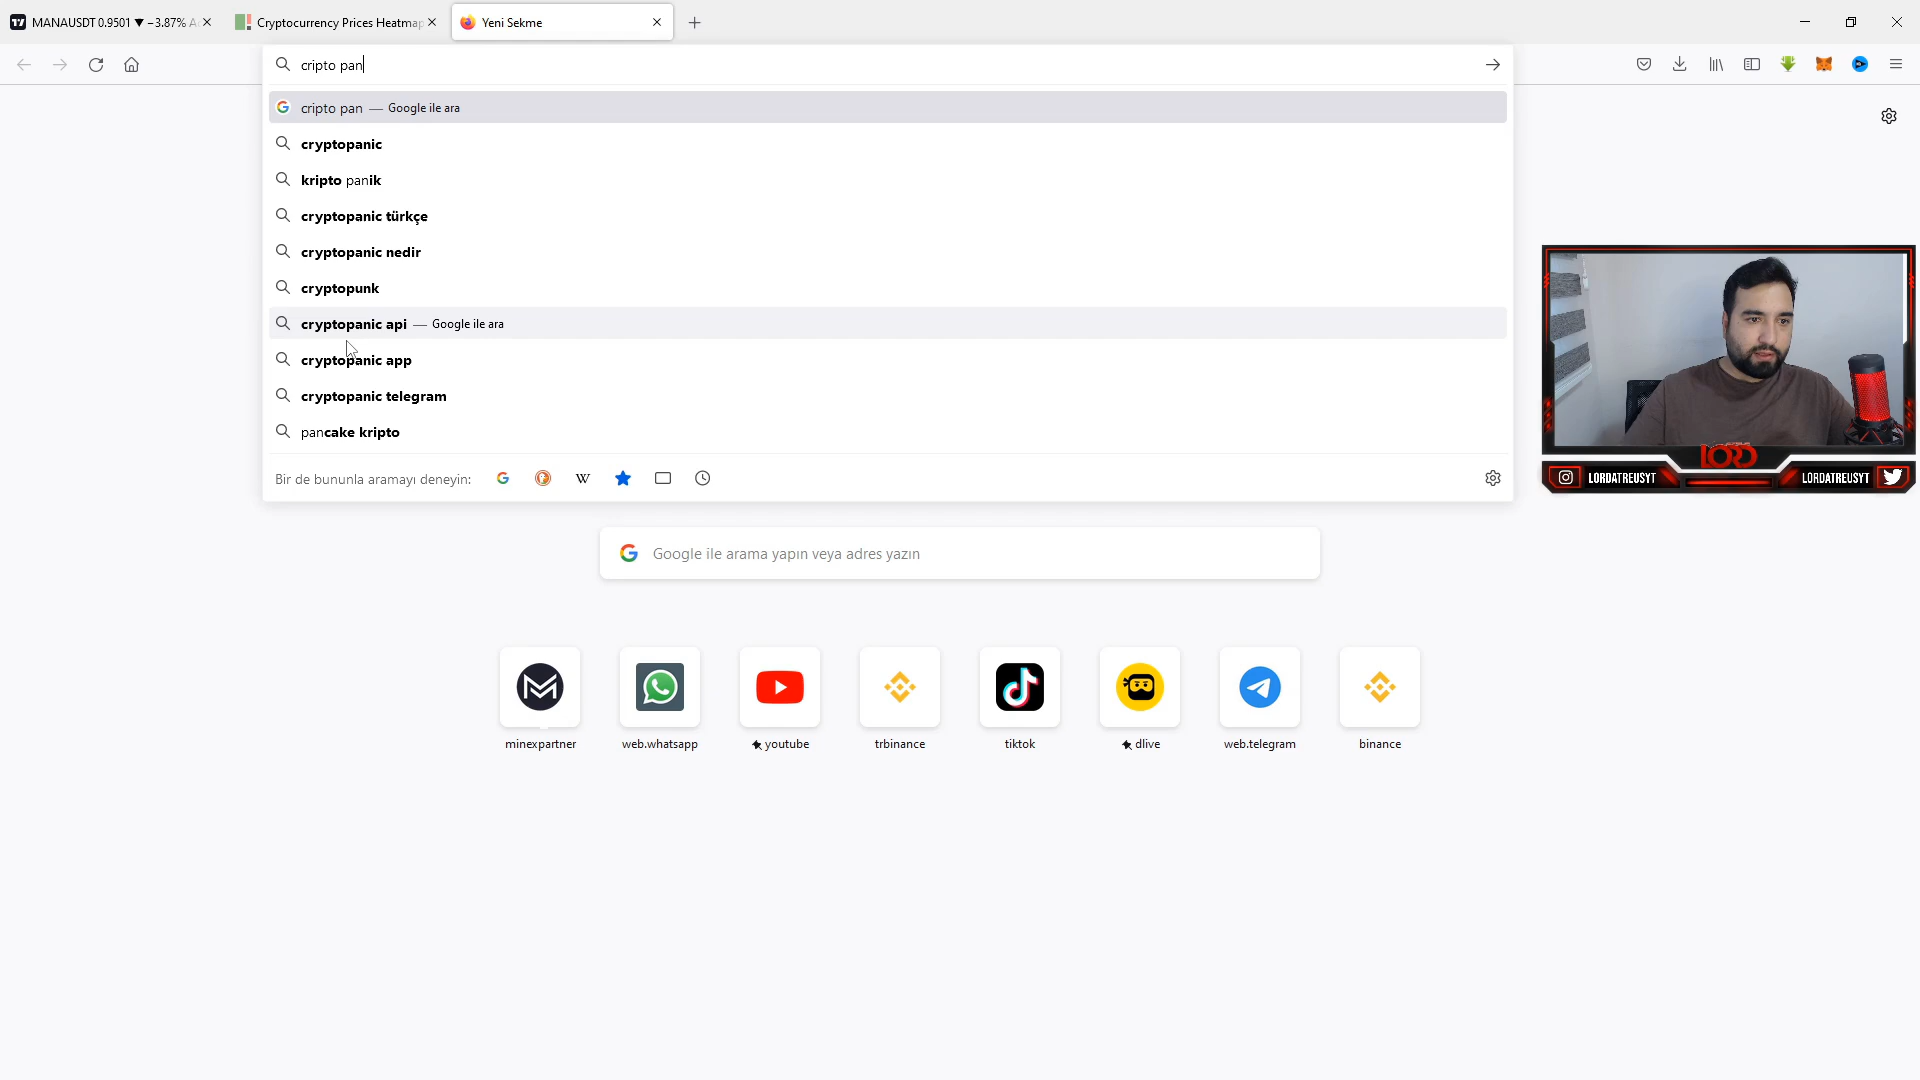 MANAUSDT 0.9501 ▼ −3.87%
Cryptocurrency Prices Heatmap
Yeni Sekme
cripto pan
cripto pan — Google ile ara
cryptopanic
kripto panik
cryptopanic türkçe
cryptopanic nedir
cryptopunk
cryptopanic api — Google ile ara
cryptopanic app
cryptopanic telegram
pancake kripto
Bir de bununla aramayı deneyin:
LORD
LORDATREUSYT
LORDATREUSYT
Google ile arama yapın veya adres yazın
minexpartner
web.whatsapp
youtube
trbinance
tiktok
dlive
web.telegram
binance